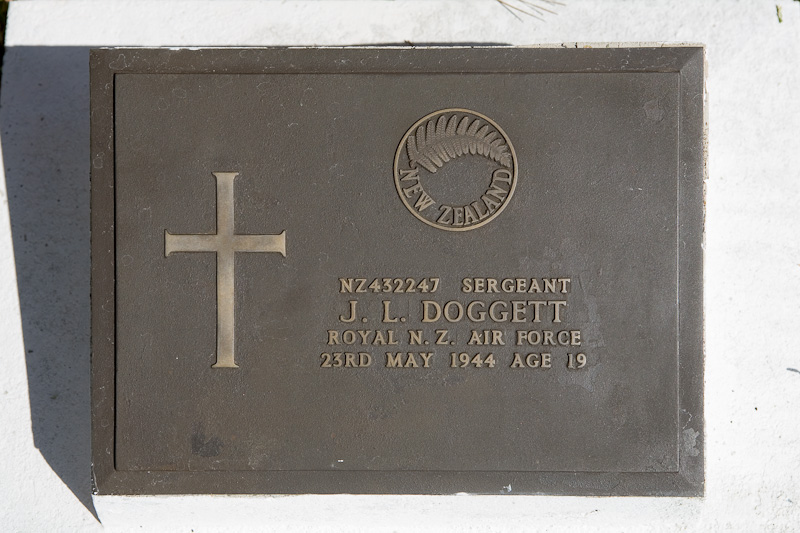 NEW ZEALAND
NZ432247 SERGEANT
J. L. DOGGETT
ROYAL N. Z. AIR FORCE
23RD MAY 1944 AGE 19